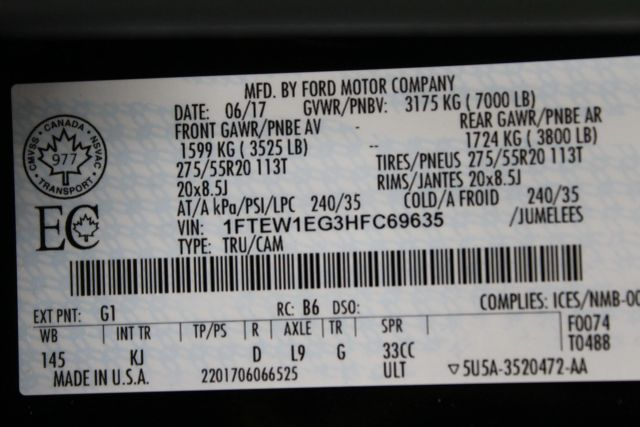 MFD. BY FORD MOTOR COMPANY
DATE: 06/17 GVWR/PNBV: 3175 KG ( 7000 LB)
FRONT GAWR/PNBE AV REAR GAWR/PNBE AR
1599 KG ( 3525 LB) -- 1724 KG ( 3800 LB)
275/55R20 113T TIRES/PNEUS 275/55R20 113T
20x8.5J RIMS/JANTES 20x8.5J
AT/A kPa/PSI/LPC 240/35 COLD/A FROID 240/35
VIN: 1FTEW1EG3HFC69635 /JUMELEES
TYPE: TRU/CAM
CANADA
CMVSS 977 NSVAC
TRANSPORT
EC
EXT PNT: G1 RC: B6 DSO: COMPLIES: ICES/NMB-00
WB INT TR TP/PS R AXLE TR SPR F0074
145 KJ D L9 G 33CC T0488
MADE IN U.S.A. 2201706066525 ULT ▽5U5A-3520472-AA